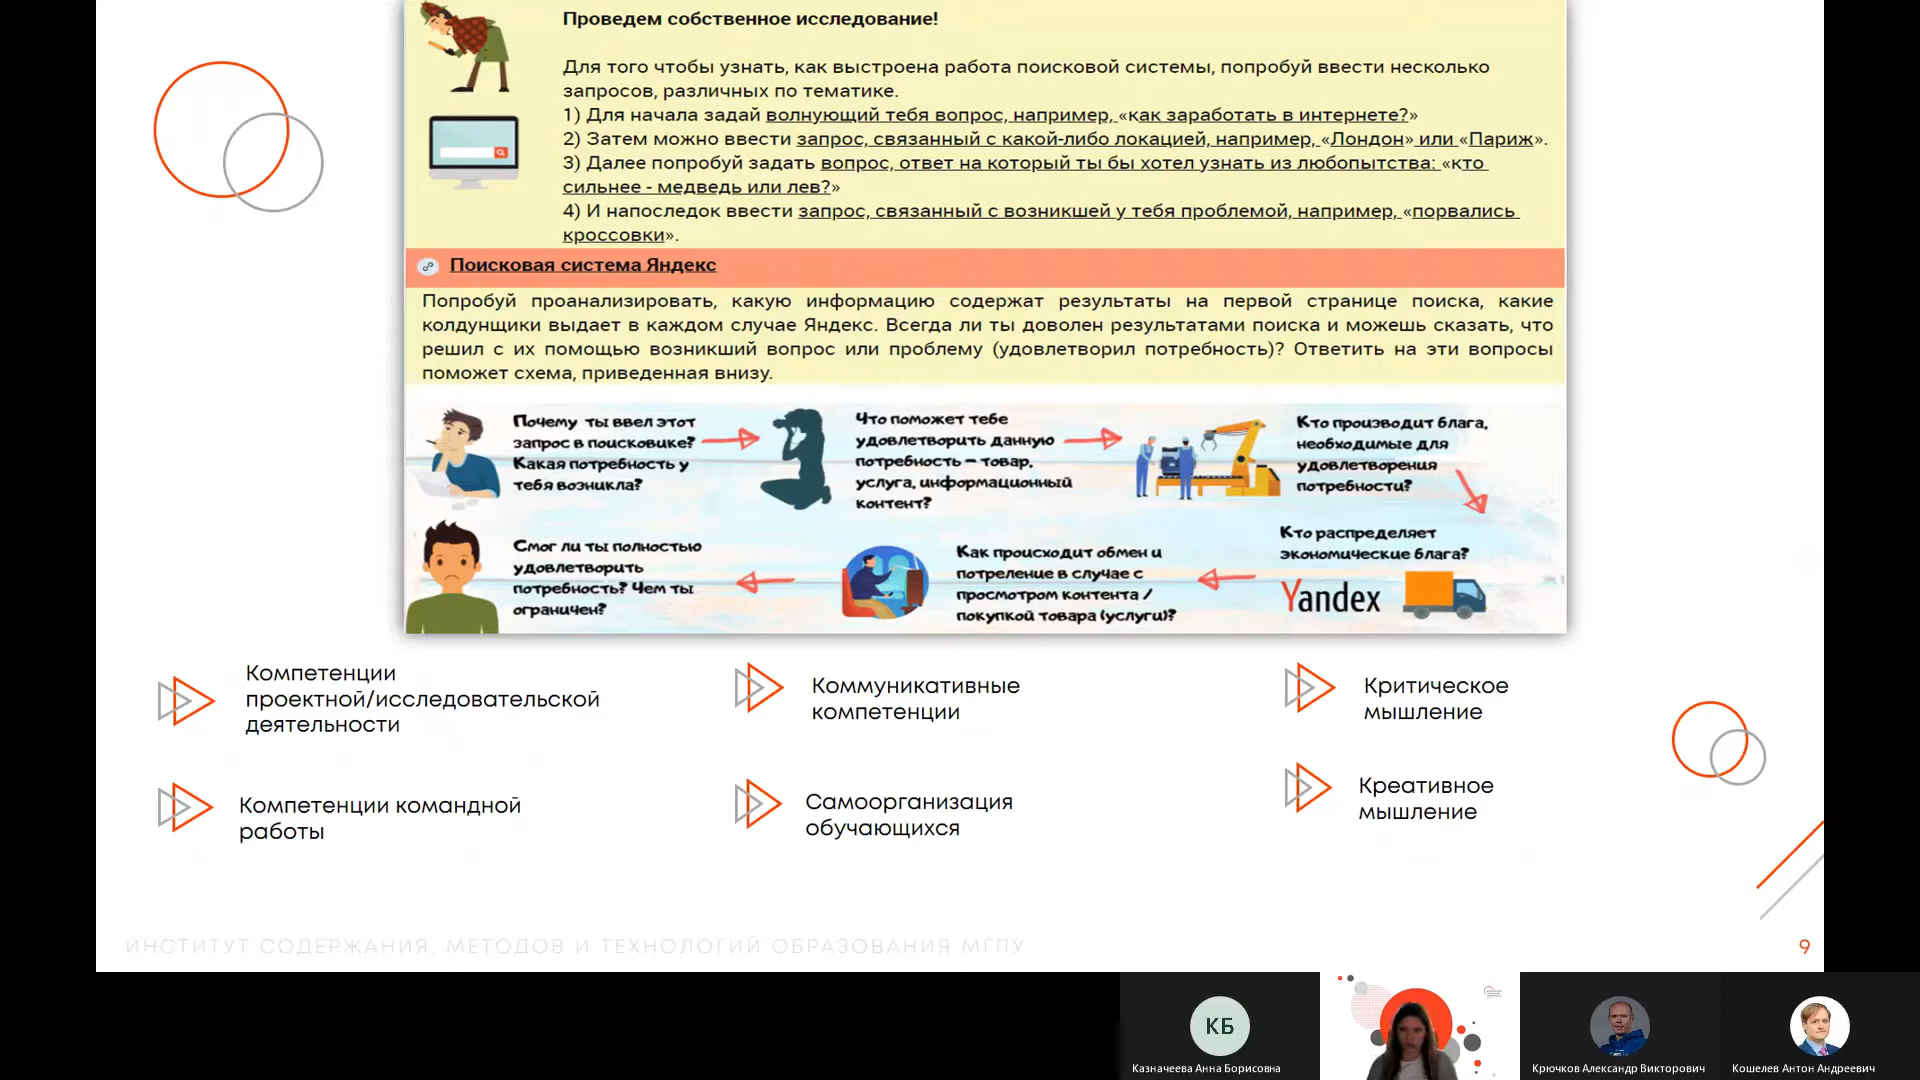 Проведем собственное исследование!
Для того чтобы узнать, как выстроена работа поисковой системы, попробуй ввести несколько
запросов, различных по тематике.
1) Для начала задай волнующий тебя вопрос, например, «как заработать в интернете?»
2) Затем можно ввести запрос, связанный с какой-либо локацией, например, «Лондон» или «Париж».
3) Далее попробуй задать вопрос, ответ на который ты бы хотел узнать из любопытства: «кто
сильнее - медведь или лев?»
4) И напоследок ввести запрос, связанный с возникшей у тебя проблемой, например, «порвались
кроссовки».
Поисковая система Яндекс
Попробуй проанализировать, какую информацию содержат результаты на первой странице поиска, какие
колдунщики выдает в каждом случае Яндекс. Всегда ли ты доволен результатами поиска и можешь сказать, что
решил с их помощью возникший вопрос или проблему (удовлетворил потребность)? Ответить на эти вопросы
поможет схема, приведенная внизу.
Почему ты ввел этот
запрос в поисковике?
Какая потребность у
тебя возникла?
Что поможет тебе
удовлетворить данную
потребность – товар,
услуга, информационный
контент?
Кто производит блага,
необходимые для
удовлетворения
потребности?
Кто распределяет
экономические блага?
Yandex
Как происходит обмен и
потреление в случае с
просмотром контента /
покупкой товара (услуги)?
Смог ли ты полностью
удовлетворить
потребность? Чем ты
ограничен?
Компетенции
проектной/исследовательской
деятельности
Коммуникативные
компетенции
Критическое
мышление
Компетенции командной
работы
Самоорганизация
обучающихся
Креативное
мышление
ИНСТИТУТ СОДЕРЖАНИЯ, МЕТОДОВ И ТЕХНОЛОГИЙ ОБРАЗОВАНИЯ МГПУ
9
КБ
Казначеева Анна Борисовна
Крючков Александр Викторович
Кошелев Антон Андреевич